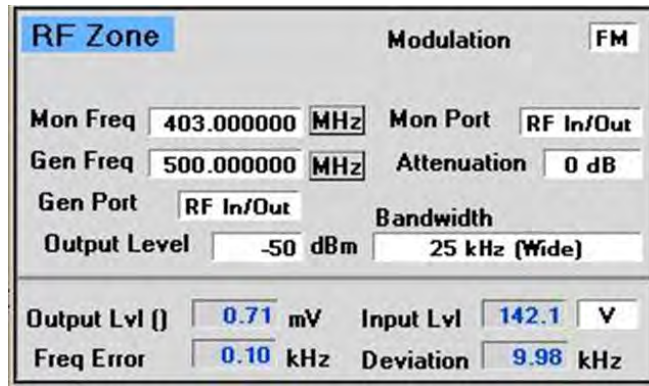 RF Zone Modulation FM
Mon Freq 403.000000 MHz Mon Port RF In/Out
Gen Freq 500.000000 MHz Attenuation 0 dB
Gen Port RF In/Out
Bandwidth
Output Level -50 dBm 25 kHz (Wide)
Output Lvl () 0.71 mV Input Lvl 142.1 V
Freq Error 0.10 kHz Deviation 9.98 kHz